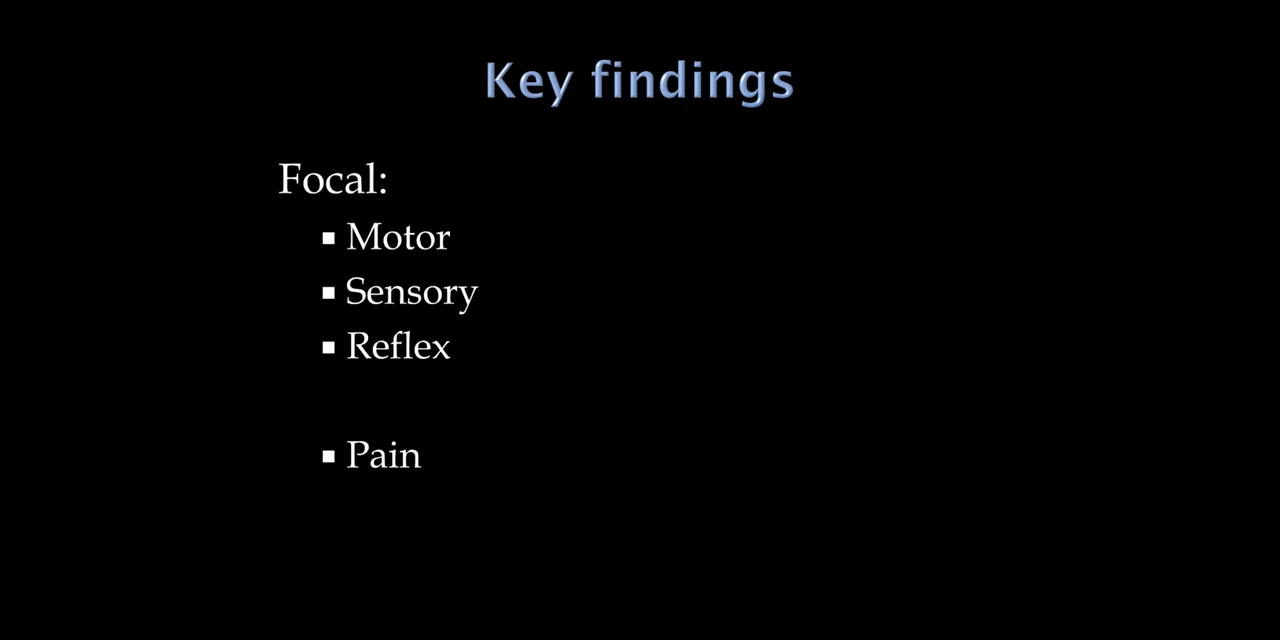 Key findings
Focal:
▪ Motor
▪ Sensory
▪ Reflex
▪ Pain